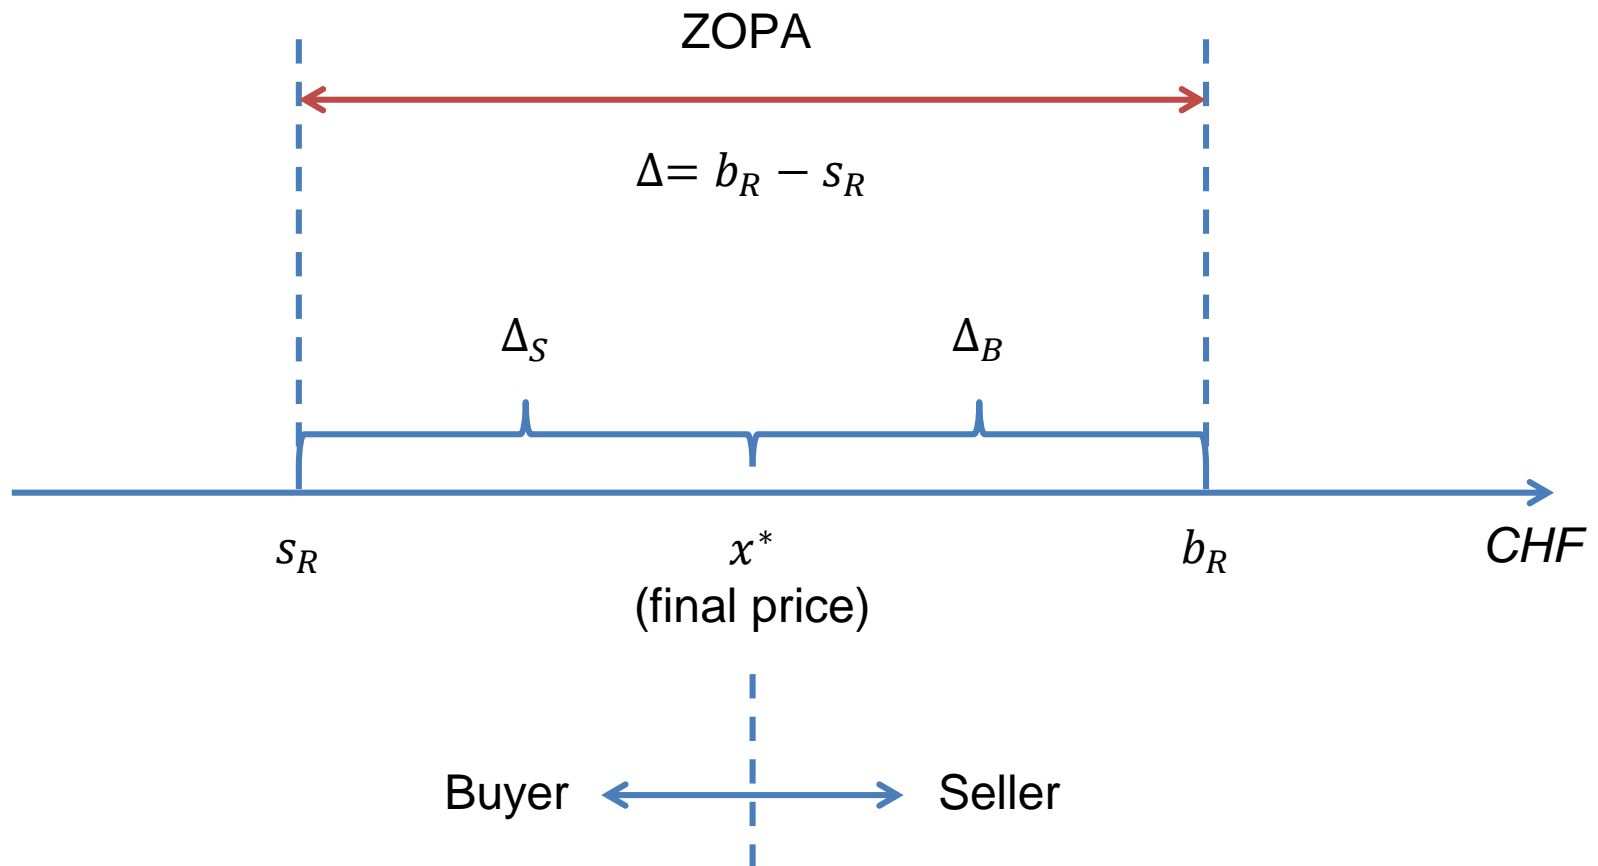 ZOPA
Δ= b_R − s_R
Δ_S Δ_B
s_R x* b_R CHF
(final price)
Buyer Seller